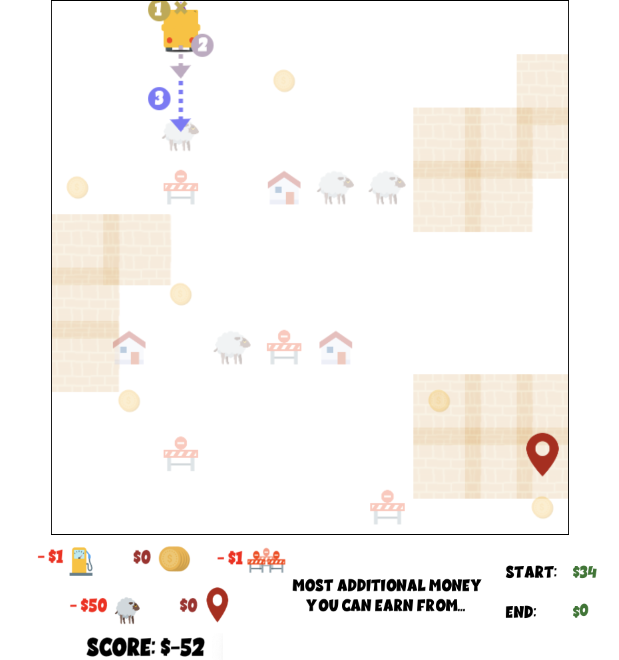 1
2
3
- $1
$0
- $1
- $50
$0
SCORE: $-52
MOST ADDITIONAL MONEY
YOU CAN EARN FROM...
START: $34
END: $0